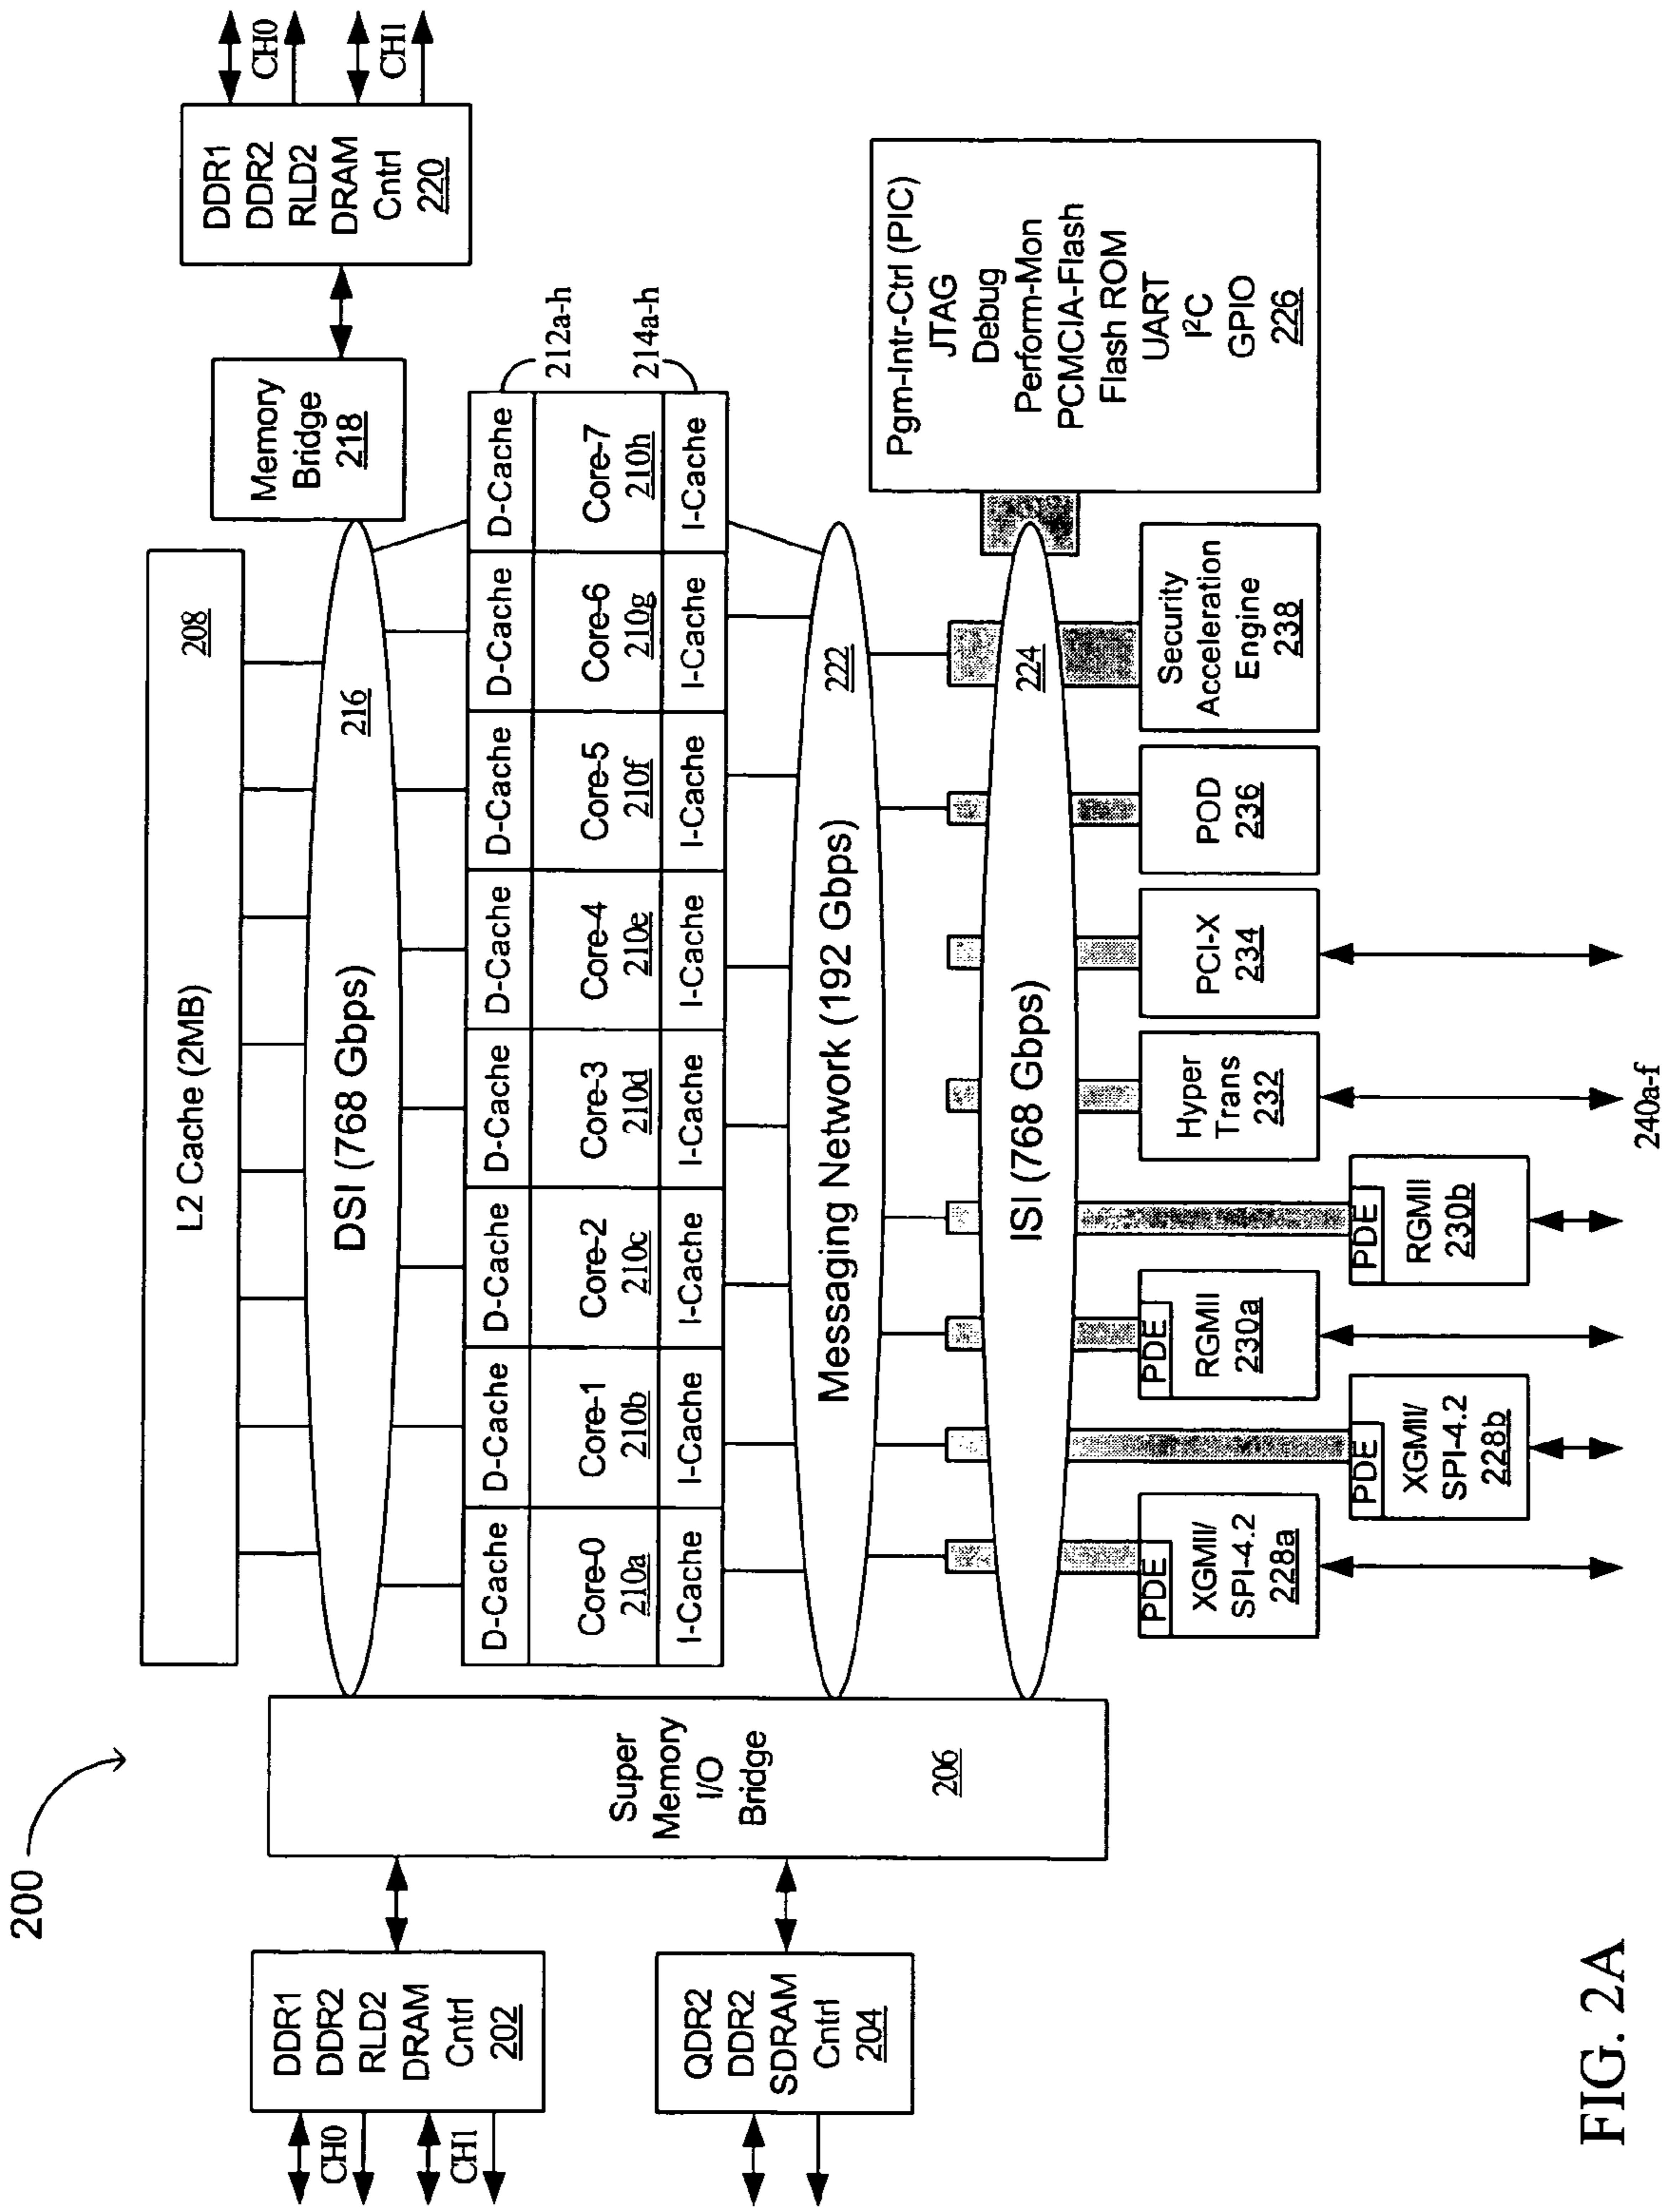 200
L2 Cache (2MB)
208
DSI (768 Gbps)
216
Memory
Bridge
218
DDR1
DDR2
RLD2
DRAM
Cntrl
220
CH0
CH1
DDR1
DDR2
RLD2
DRAM
Cntrl
202
CH0
CH1
QDR2
DDR2
SDRAM
Cntrl
204
Super
Memory
I/O
Bridge
206
D-Cache
D-Cache
D-Cache
D-Cache
D-Cache
D-Cache
D-Cache
D-Cache
212a-h
Core-0
210a
Core-1
210b
Core-2
210c
Core-3
210d
Core-4
210e
Core-5
210f
Core-6
210g
Core-7
210h
I-Cache
I-Cache
I-Cache
I-Cache
I-Cache
I-Cache
I-Cache
I-Cache
214a-h
Messaging Network (192 Gbps)
222
ISI (768 Gbps)
224
Pgm-Intr-Ctrl (PIC)
JTAG
Debug
Perform-Mon
PCMCIA-Flash
Flash ROM
UART
I²C
GPIO
226
PDE
XGMII/
SPI-4.2
228a
PDE
XGMII/
SPI-4.2
228b
PDE
RGMII
230a
PDE
RGMII
230b
Hyper
Trans
232
PCI-X
234
POD
236
Security
Acceleration
Engine
238
240a-f
FIG. 2A